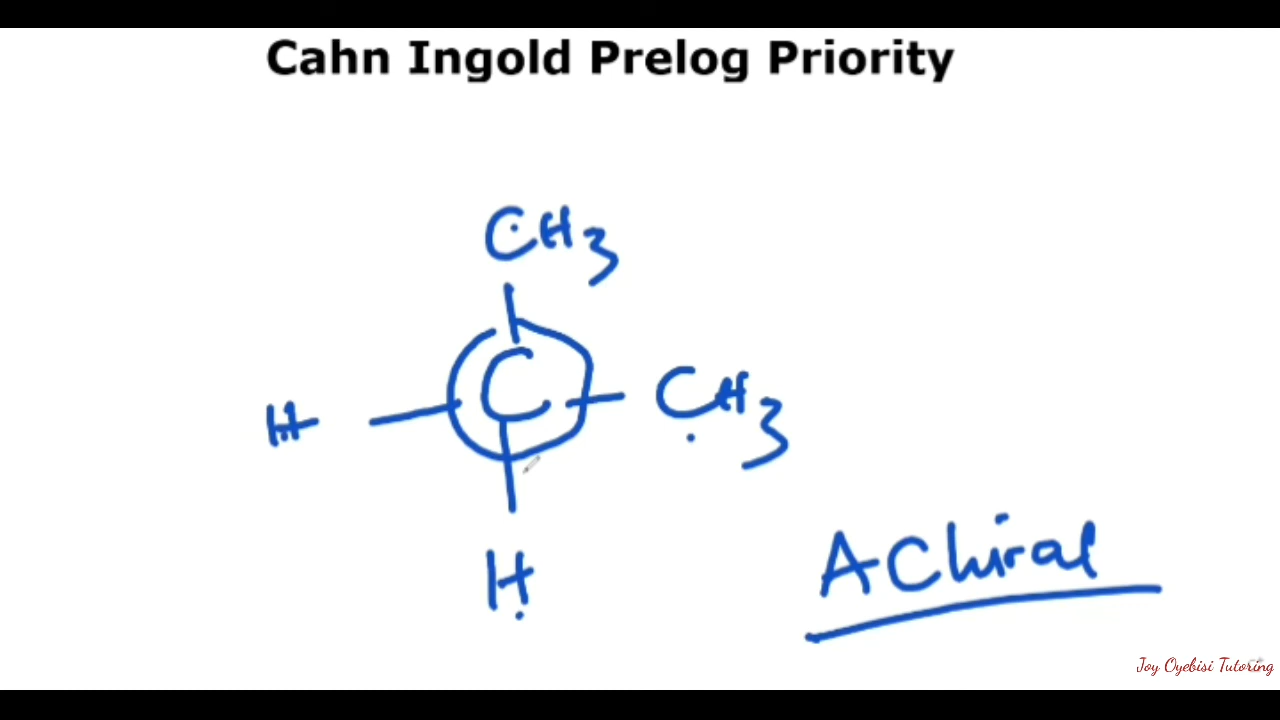 Cahn Ingold Prelog Priority
CH3
H C CH3
H
AChiral
Joy Oyebisi Tutoring